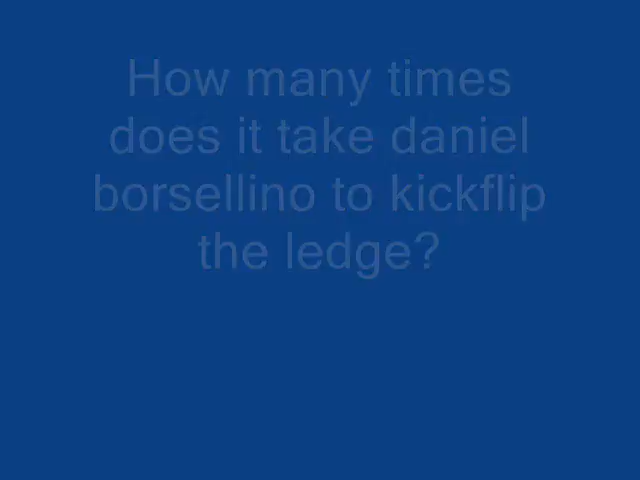 How many times
does it take daniel
borsellino to kickflip
the ledge?